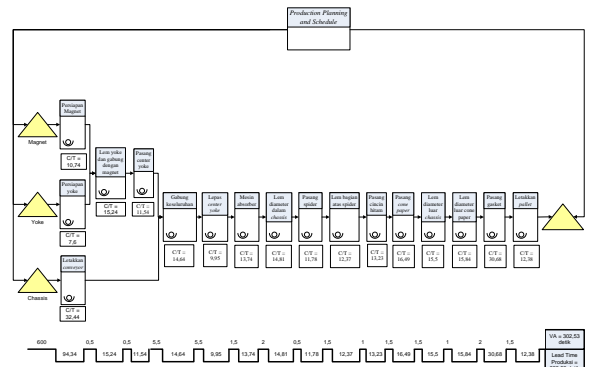 Production Planning
and Schedule
Persiapan
Magnet
C/T =
10,74
Magnet
Lem yoke
dan gabung
dengan
magnet
C/T =
15,24
Pasang
center
yoke
C/T =
11,54
Persiapan
yoke
C/T =
7,6
Yoke
Letakkan
conveyor
C/T =
32,44
Chassis
Gabung
keseluruhan
C/T =
14,64
Lepas
center
yoke
C/T =
9,95
Mesin
absorber
C/T =
13,74
Lem
diameter
dalam
chassis
C/T =
14,81
Pasang
spider
C/T =
11,78
Lem bagian
atas spider
C/T =
12,37
Pasang
cincin
hitam
C/T =
13,23
Pasang
cone
paper
C/T =
16,49
Lem
diameter
luar
chassis
C/T =
15,5
Lem
diameter
luar cone
paper
C/T =
15,84
Pasang
gasket
C/T =
30,68
Letakkan
pallet
C/T =
12,38
600 0,5 0,5 5,5 5,5 1,5 2 1,5 1 1,5 1,5 1 2 1,5
94,34 15,24 11,54 14,64 9,95 13,74 14,81 11,78 12,37 13,23 16,49 15,5 15,84 30,68 12,38
VA = 302,53
detik
Lead Time
Produksi =